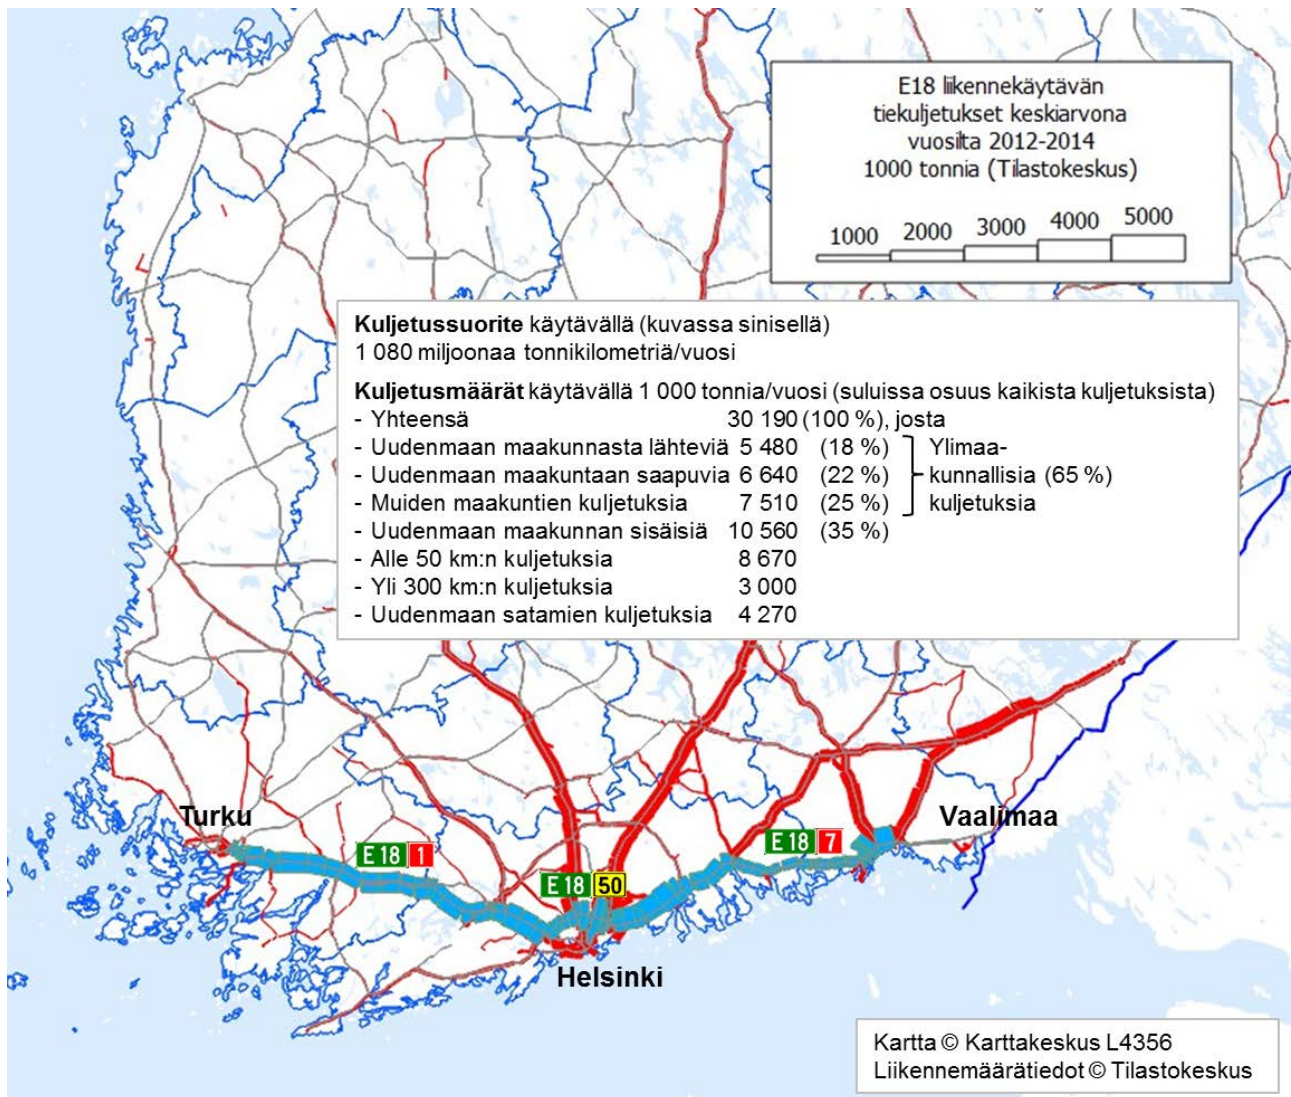 E18 liikennekäytävän
tiekuljetukset keskiarvona
vuosilta 2012-2014
1000 tonnia (Tilastokeskus)
1000 2000 3000 4000 5000
Kuljetussuorite käytävällä (kuvassa sinisellä)
1 080 miljoonaa tonnikilometriä/vuosi
Kuljetusmäärät käytävällä 1 000 tonnia/vuosi (suluissa osuus kaikista kuljetuksista)
- Yhteensä 30 190 (100 %), josta
- Uudenmaan maakunnasta lähteviä 5 480 (18 %) Ylimaa-
- Uudenmaan maakuntaan saapuvia 6 640 (22 %) kunnallisia (65 %)
- Muiden maakuntien kuljetuksia 7 510 (25 %) kuljetuksia
- Uudenmaan maakunnan sisäisiä 10 560 (35 %)
- Alle 50 km:n kuljetuksia 8 670
- Yli 300 km:n kuljetuksia 3 000
- Uudenmaan satamien kuljetuksia 4 270
Turku
Vaalimaa
E 18 7
E 18 1
E 18 50
Helsinki
Kartta © Karttakeskus L4356
Liikennemäärätiedot © Tilastokeskus